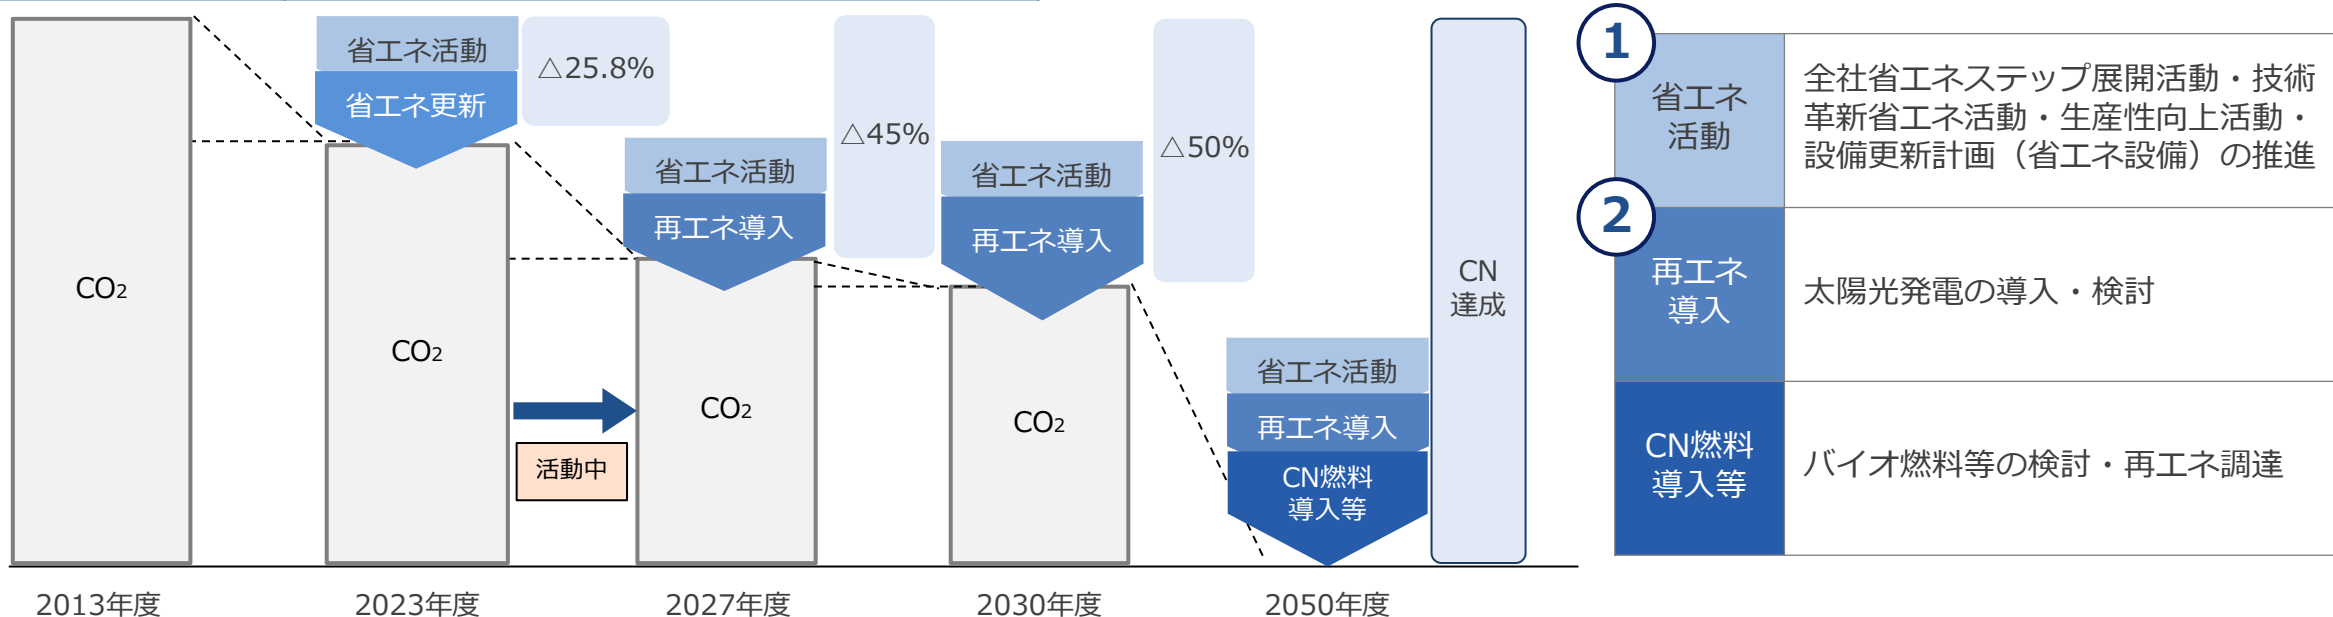 CO2
2013年度
省エネ活動
省エネ更新
△25.8%
CO2
2023年度
活動中
省エネ活動
再エネ導入
△45%
CO2
2027年度
省エネ活動
再エネ導入
△50%
CO2
2030年度
省エネ活動
再エネ導入
CN燃料
導入等
2050年度
CN
達成
1
省エネ
活動
全社省エネステップ展開活動・技術
革新省エネ活動・生産性向上活動・
設備更新計画（省エネ設備）の推進
2
再エネ
導入
太陽光発電の導入・検討
CN燃料
導入等
バイオ燃料等の検討・再エネ調達